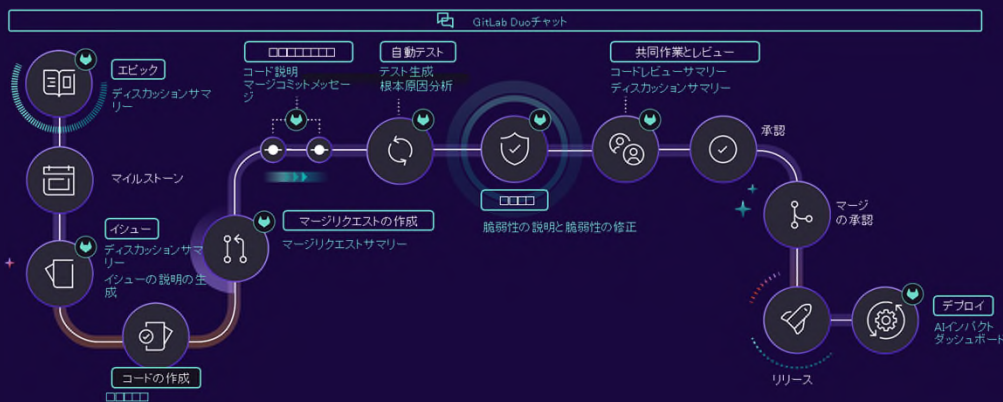 GitLab Duoチャット
エピック
ディスカッションサマ
リー
マイルストーン
イシュー
ディスカッションサマ
リー
イシューの説明の生
成
コードの作成
マージリクエストの作成
マージリクエストサマリー
コード説明
マージコミットメッセー
ジ
自動テスト
テスト生成
根本原因分析
脆弱性の説明と脆弱性の修正
共同作業とレビュー
コードレビューサマリー
ディスカッションサマリー
承認
マージ
の承認
リリース
デプロイ
AIインパクト
ダッシュボード